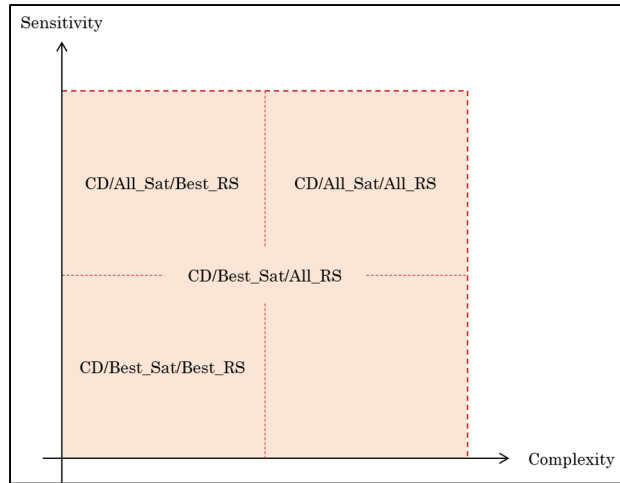 Sensitivity
CD/All_Sat/Best_RS
CD/All_Sat/All_RS
CD/Best_Sat/All_RS
CD/Best_Sat/Best_RS
Complexity